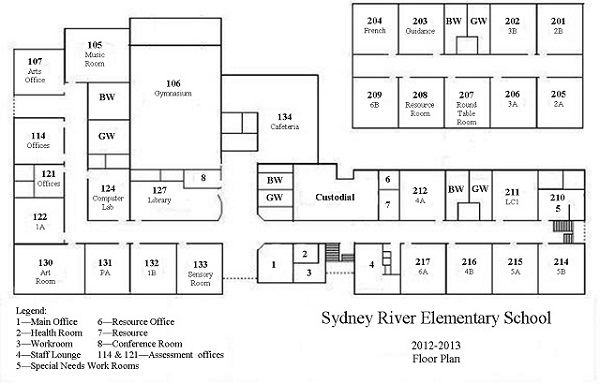 204
French
203
Guidance
BW
GW
202
3B
201
2B
209
6B
208
Resource
Room
207
Round
Table
Room
206
3A
205
2A
107
Arts
Office
105
Music
Room
106
Gymnasium
BW
GW
134
Cafeteria
114
Offices
121
Offices
122
1A
124
Computer
Lab
127
Library
8
BW
GW
Custodial
6
7
212
4A
BW
GW
211
LC1
210
5
130
Art
Room
131
PA
132
1B
133
Sensory
Room
1
2
3
4
217
6A
216
4B
215
5A
214
5B
Legend:
1—Main Office 6—Resource Office
2—Health Room 7—Resource
3—Workroom 8—Conference Room
4—Staff Lounge 114 & 121—Assessment offices
5—Special Needs Work Rooms
Sydney River Elementary School
2012-2013
Floor Plan